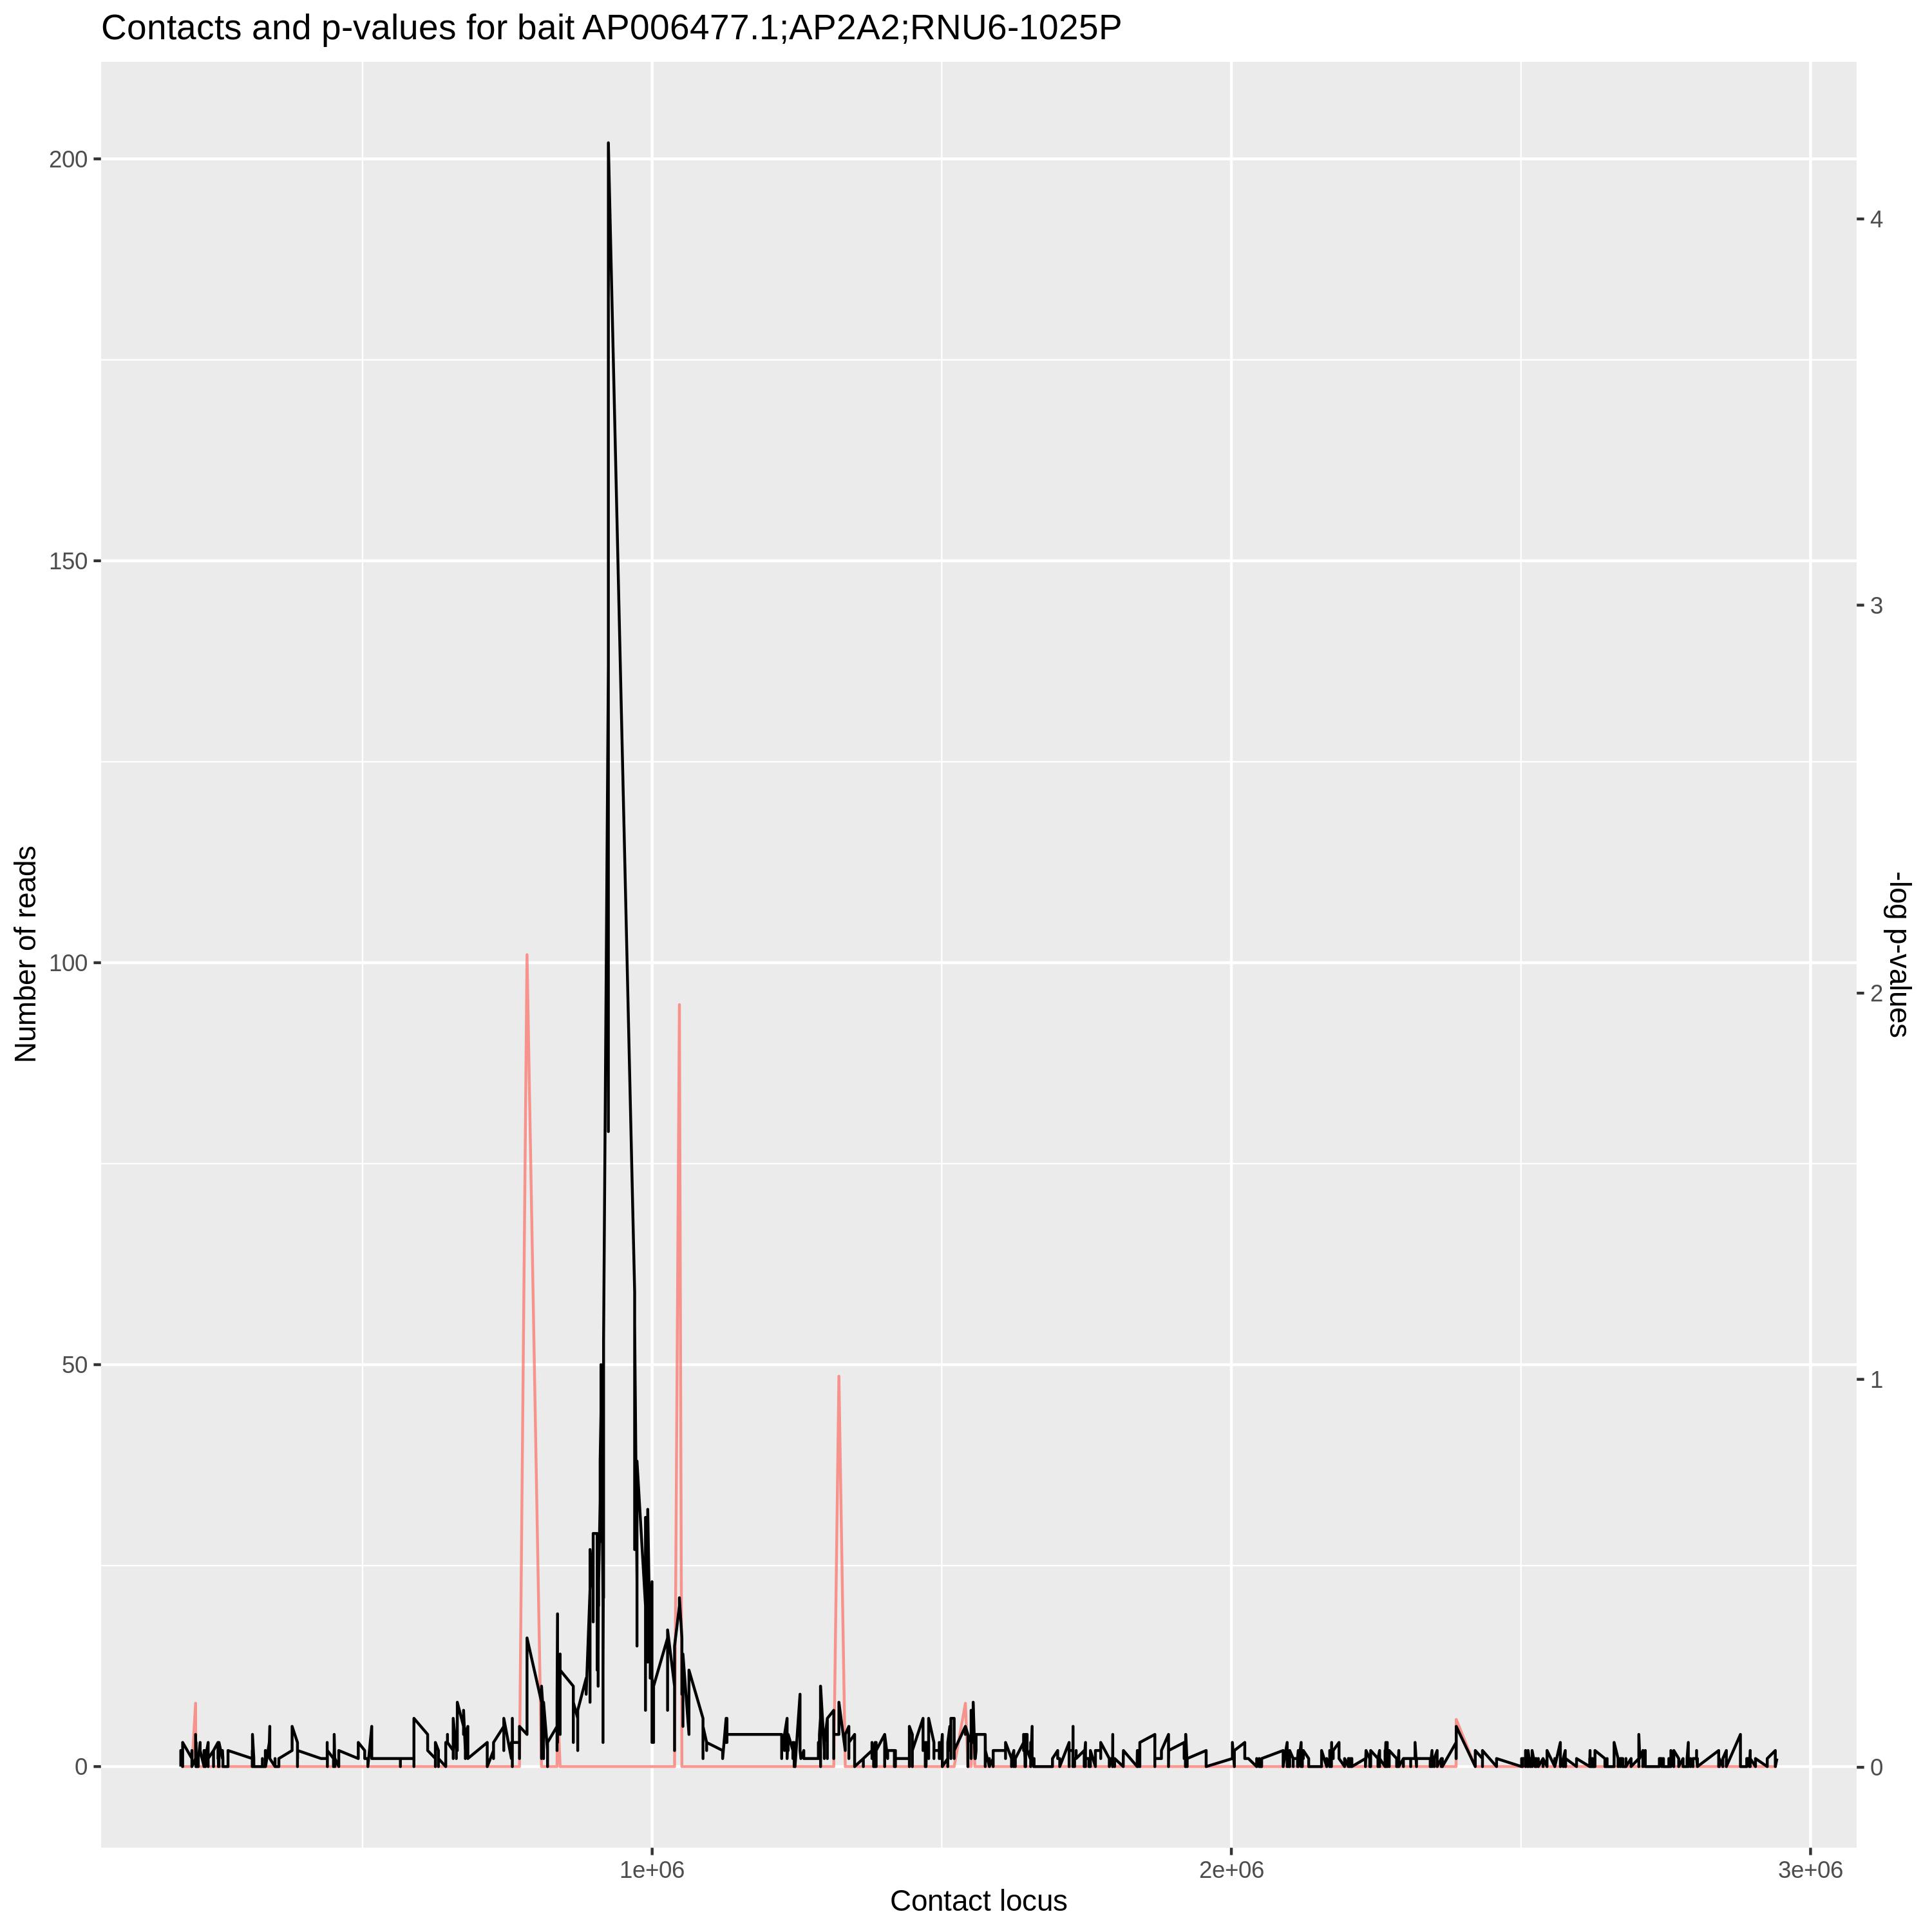 Contacts and p-values for bait AP006477.1;AP2A2;RNU6-1025P
200
150
100
50
0
Number of reads
4
3
2
1
0
-log p-values
1e+06
2e+06
3e+06
Contact locus